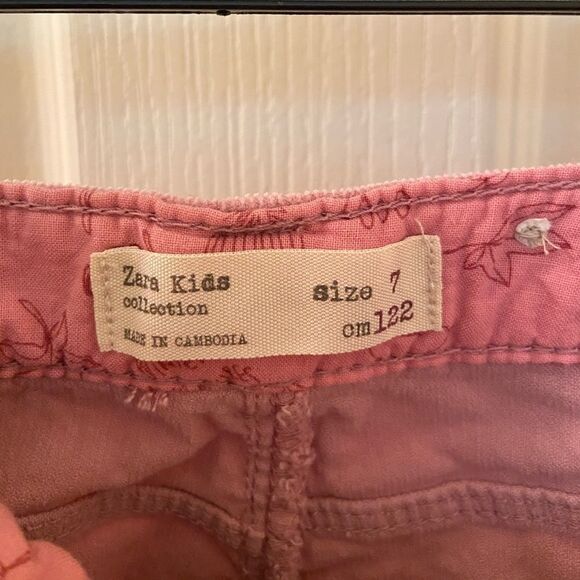 Zara Kids
collection
MADE IN CAMBODIA
size 7
cm 122